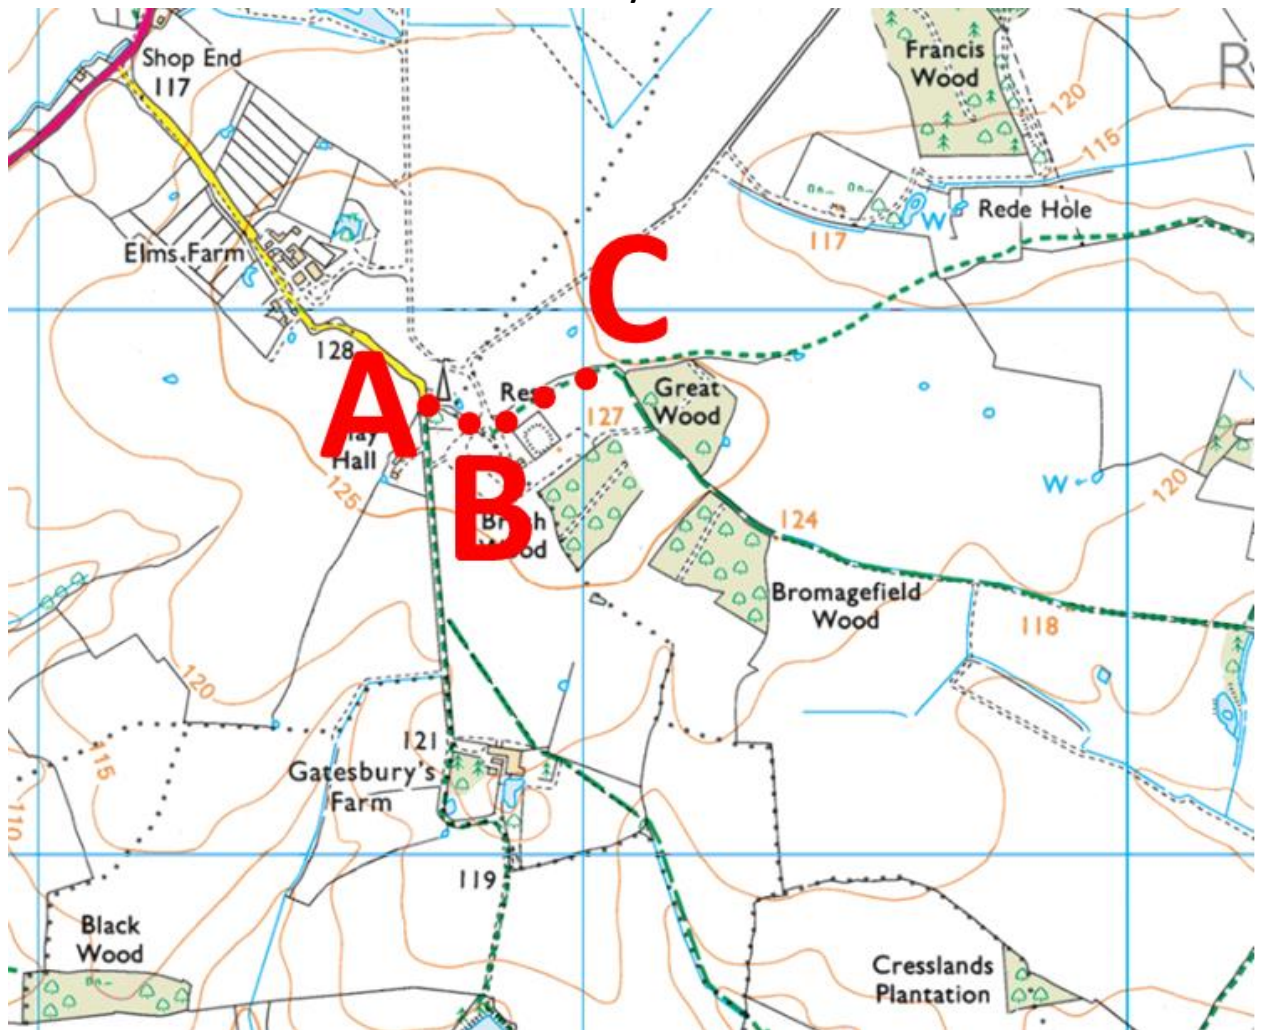 Shop End
117
Francis
Wood
R
120
115
Elms Farm
W
Rede Hole
117
C
128
A
Great
Wood
127
Hall
125
B
W
120
124
Bromagefield
Wood
118
120
121
115
Gatesbury's
Farm
110
119
Black
Wood
Cresslands
Plantation